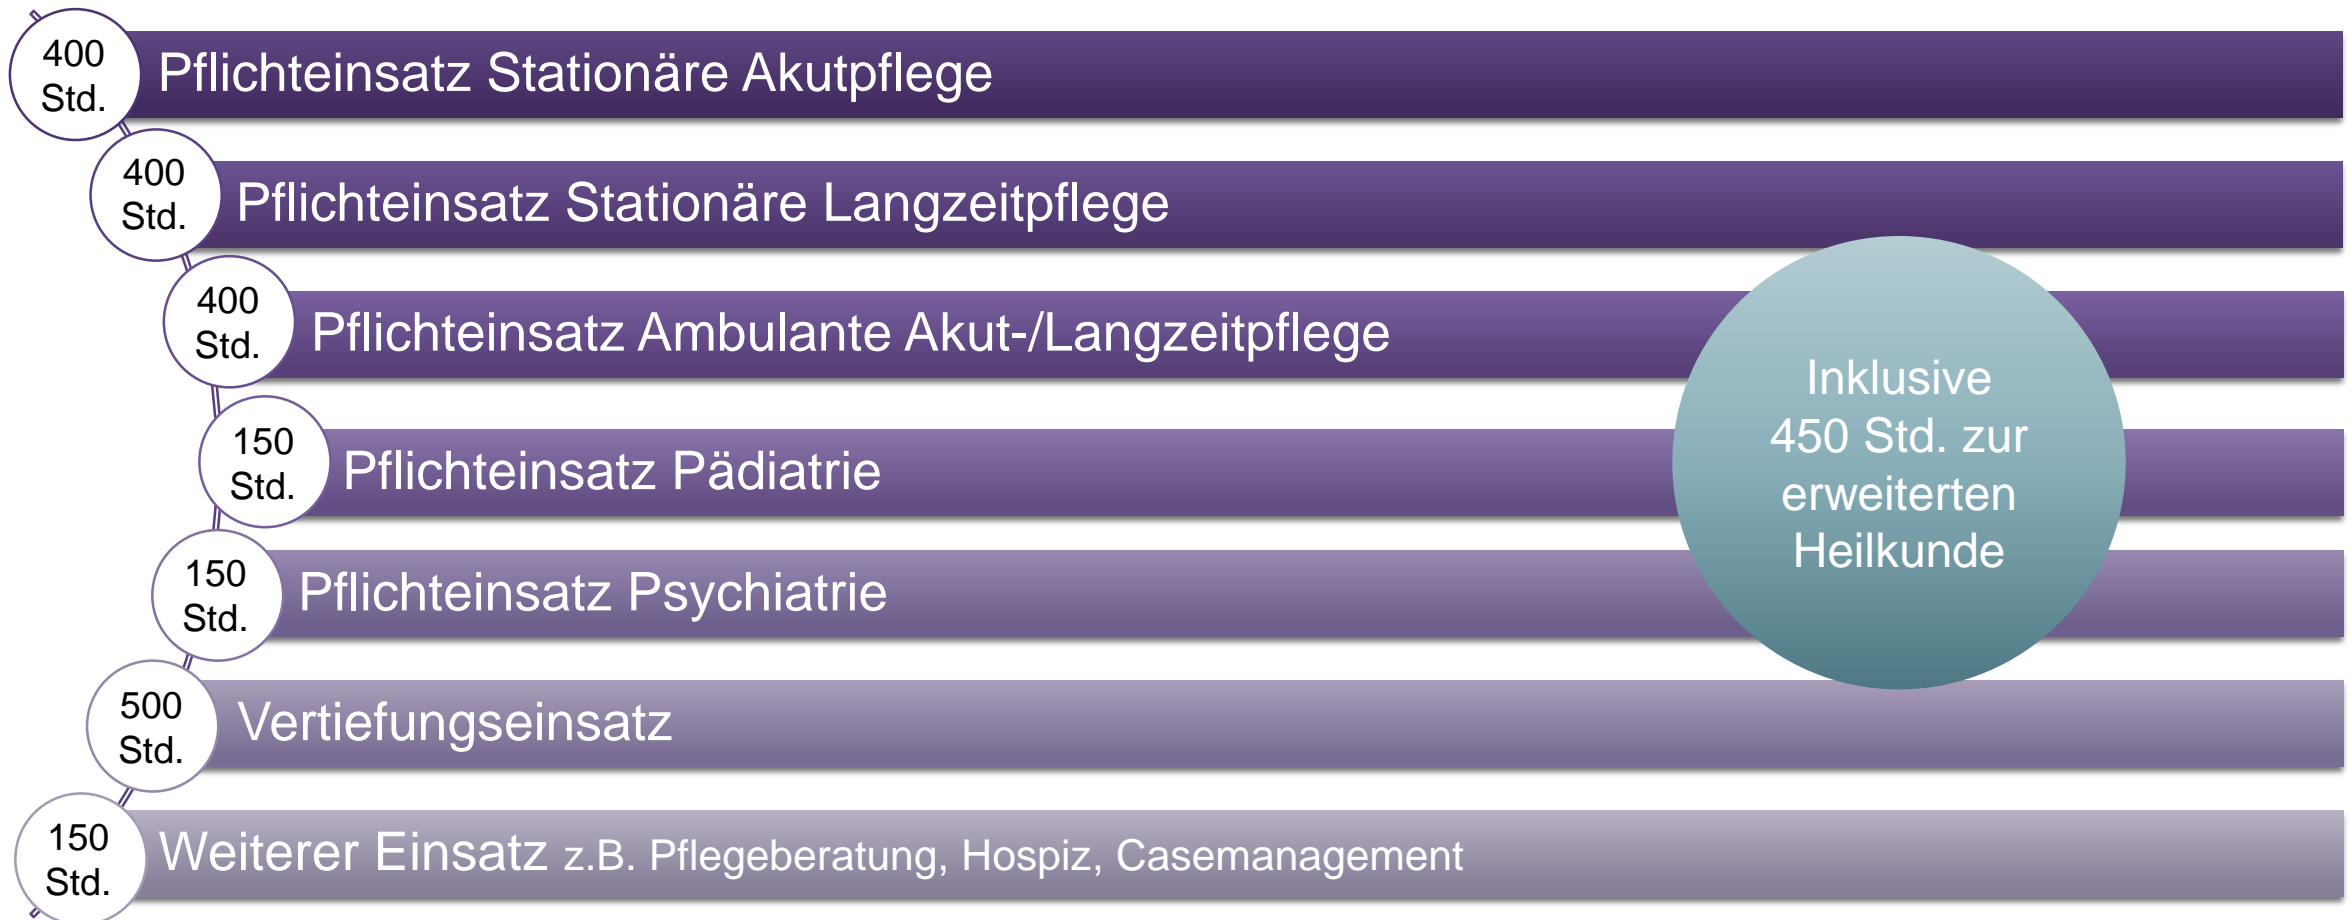 400
Std.
Pflichteinsatz Stationäre Akutpflege
400
Std.
Pflichteinsatz Stationäre Langzeitpflege
400
Std.
Pflichteinsatz Ambulante Akut-/Langzeitpflege
150
Std.
Pflichteinsatz Pädiatrie
150
Std.
Pflichteinsatz Psychiatrie
500
Std.
Vertiefungseinsatz
150
Std.
Weiterer Einsatz z.B. Pflegeberatung, Hospiz, Casemanagement
Inklusive
450 Std. zur
erweiterten
Heilkunde